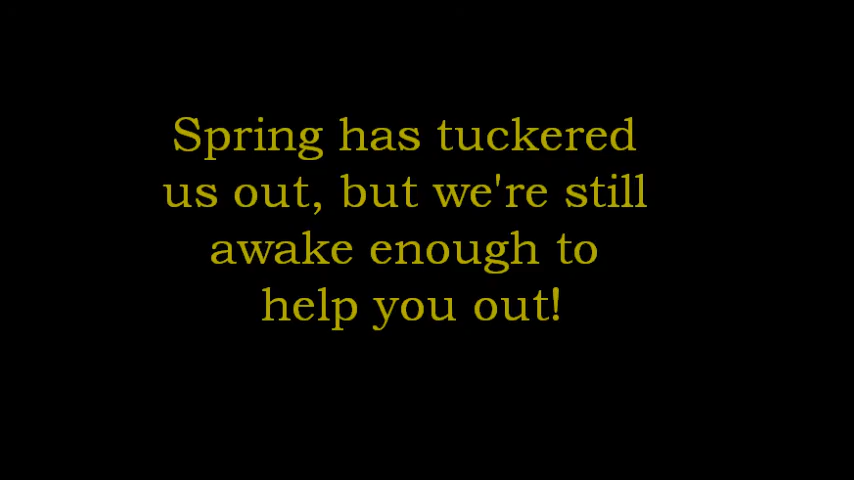 Spring has tuckered
us out, but we're still
awake enough to
help you out!